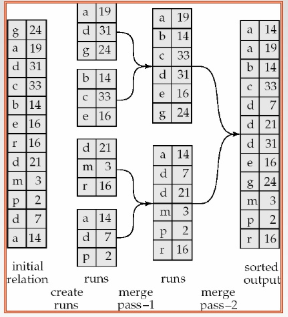 g 24
a 19
d 31
c 33
b 14
e 16
r 16
d 21
m 3
p 2
d 7
a 14
initial
relation
create
runs
a 19
d 31
g 24
b 14
c 33
e 16
d 21
m 3
r 16
a 14
d 7
p 2
runs
merge
pass-1
a 19
b 14
c 33
d 31
e 16
g 24
a 14
d 7
d 21
m 3
p 2
r 16
runs
merge
pass-2
a 14
a 19
b 14
c 33
d 7
d 21
d 31
e 16
g 24
m 3
p 2
r 16
sorted
output